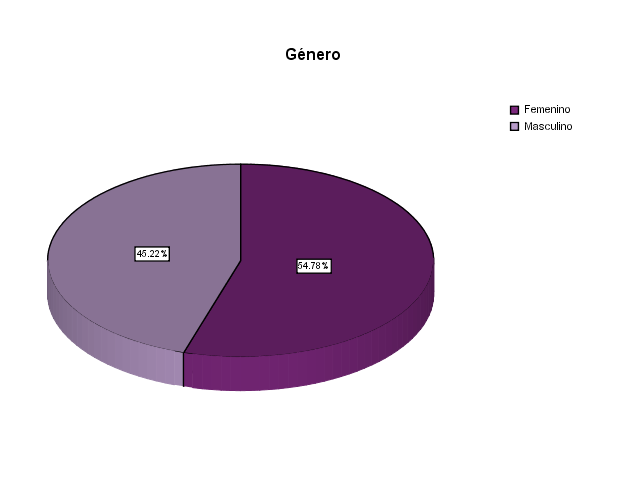 Género
Femenino
Masculino
45.22%
54.78%